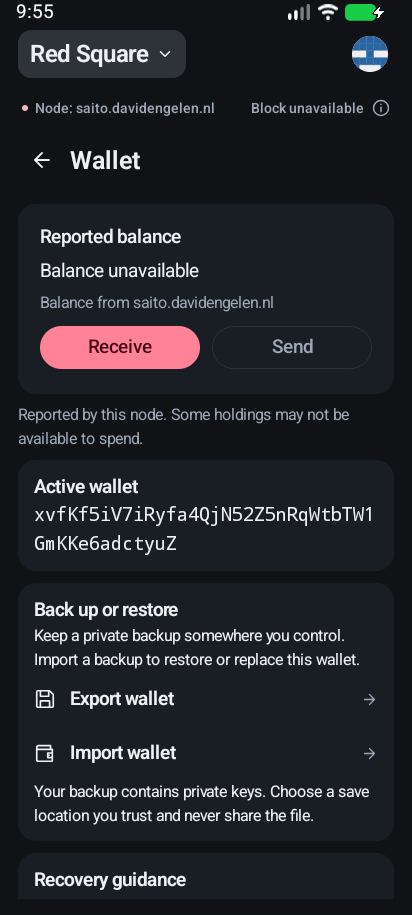 9:55
Red Square
Node: saito.davidengelen.nl
Block unavailable
Wallet
Reported balance
Balance unavailable
Balance from saito.davidengelen.nl
Receive
Send
Reported by this node. Some holdings may not be
available to spend.
Active wallet
xvfKf5iV7iRyfa4QjN52Z5nRqWtbTW1
GmKKe6adctyuZ
Back up or restore
Keep a private backup somewhere you control.
Import a backup to restore or replace this wallet.
Export wallet
Import wallet
Your backup contains private keys. Choose a save
location you trust and never share the file.
Recovery guidance